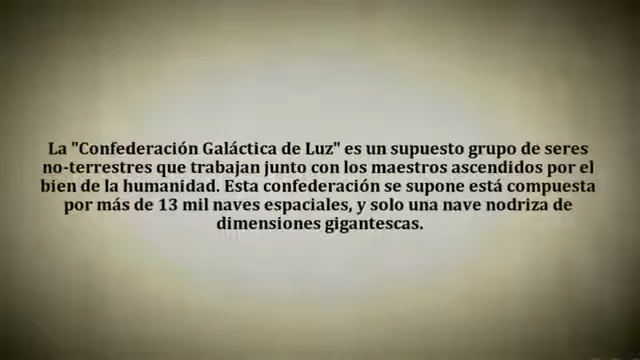 La "Confederación Galáctica de Luz" es un supuesto grupo de seres
no-terrestres que trabajan junto con los maestros ascendidos por el
bien de la humanidad. Esta confederación se supone está compuesta
por más de 13 mil naves espaciales, y solo una nave nodriza de
dimensiones gigantescas.